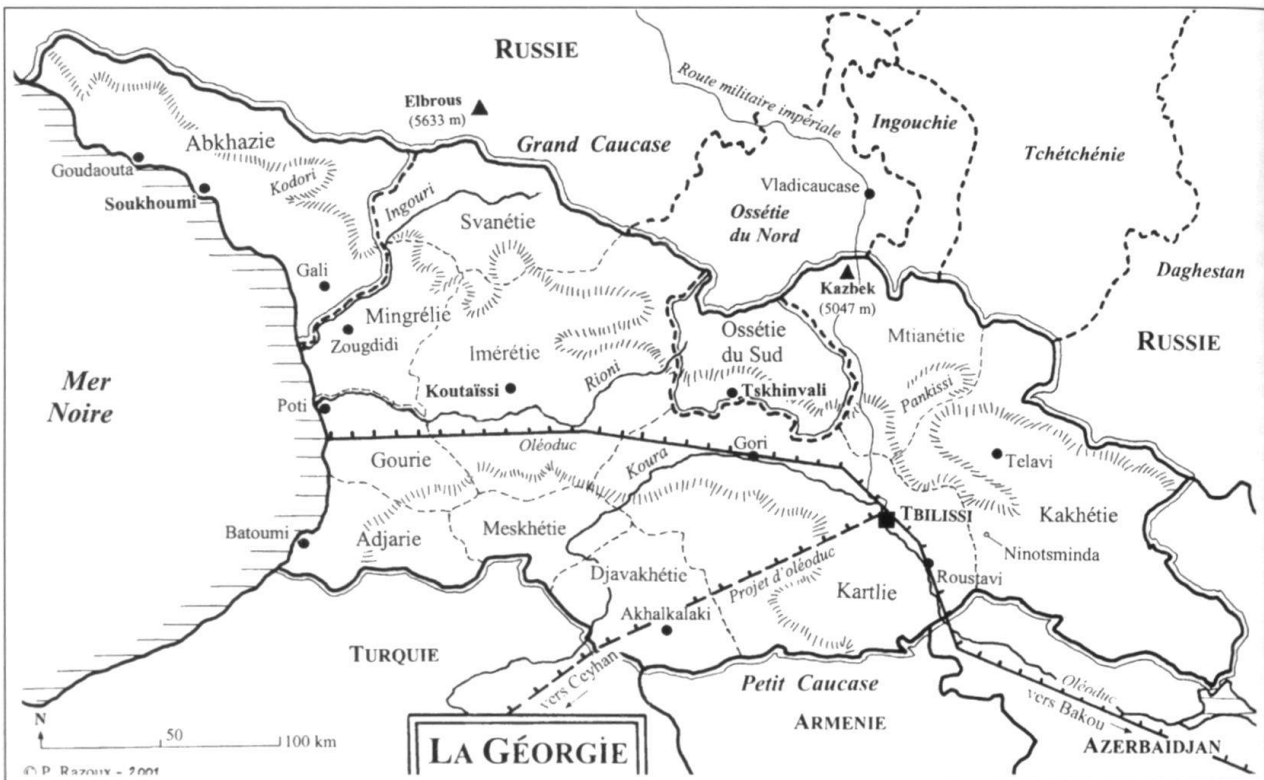 RUSSIE
Elbrous
(5633 m)
Route militaire impériale
Grand Caucase
Ingouchie
Tchétchénie
Abkhazie
Goudaouta
Kodori
Soukhoumi
Ingouri
Svanétie
Vladicaucase
Ossétie
du Nord
Daghestan
Gali
Kazbek
(5047 m)
Mingrélie
Zougdidi
Imérétie
Ossétie
du Sud
Mtianétie
RUSSIE
Mer
Noire
Koutaïssi
Rioni
Tskhinvali
Pankissi
Poti
Oléoduc
Gori
Gourie
Koura
Telavi
Batoumi
Adjarie
Meskhétie
TBILISSI
Kakhétie
Ninotsminda
Djavakhétie
Projet d'oléoduc
Roustavi
Kartlie
Akhalkalaki
TURQUIE
vers Ceyhan
Petit Caucase
Oléoduc
vers Bakou
ARMENIE
AZERBAIDJAN
N
50
100 km
LA GÉORGIE
© P. Razoux - 2001